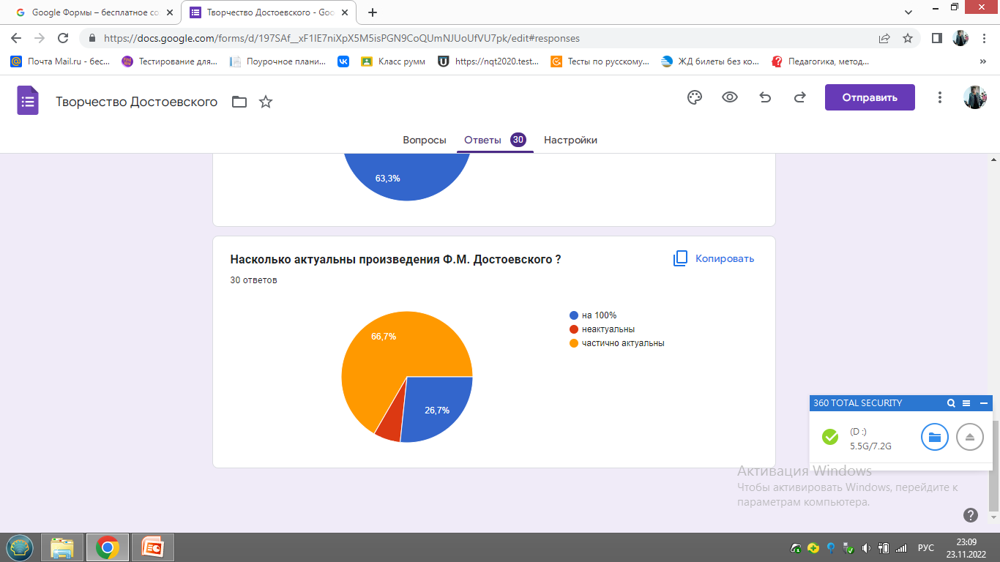 Google Формы – бесплатное со
Творчество Достоевского - Goo
https://docs.google.com/forms/d/197SAf__xF1IE7niXpX5M5isPGN9CoQUmNJUoUfVU7pk/edit#responses
Почта Mail.ru - бес...
Тестирование для...
Поурочное плани...
Класс румм
https://nqt2020.test...
Тесты по русскому...
ЖД билеты без ко...
Педагогика, метод...
»
Творчество Достоевского
Отправить
Вопросы
Ответы 30
Настройки
63,3%
Насколько актуальны произведения Ф.М. Достоевского ?
Копировать
30 ответов
на 100%
неактуальны
частично актуальны
66,7%
26,7%
360 TOTAL SECURITY
(D :)
5.5G/7.2G
Активация Windows
Чтобы активировать Windows, перейдите к
параметрам компьютера.
РУС
23:09
23.11.2022